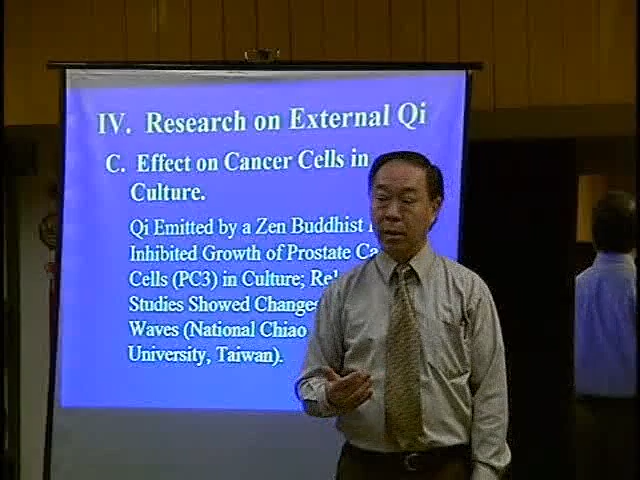 IV. Research on External Qi
C. Effect on Cancer Cells in
Culture.
Qi Emitted by a Zen Buddhist
Inhibited Growth of Prostate
Cells (PC3) in Culture;
Studies Showed
Waves (National Chiao
University, Taiwan).